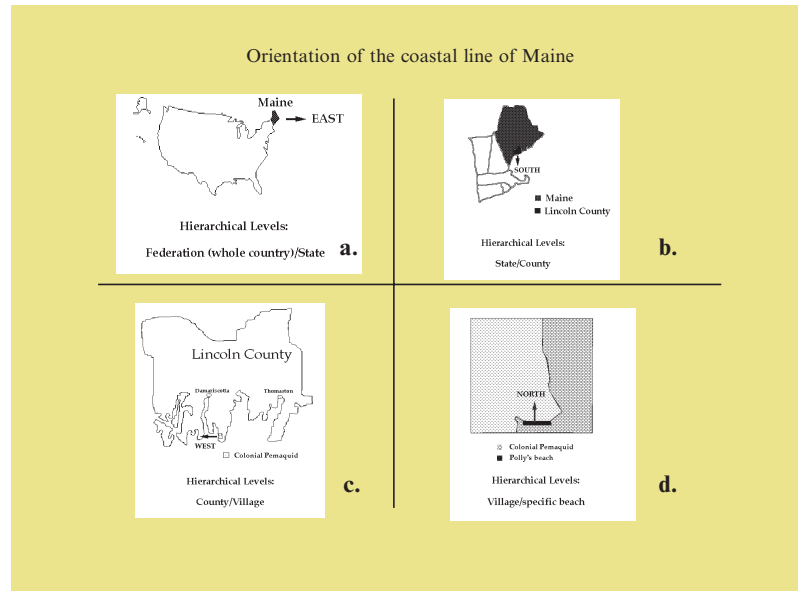 Orientation of the coastal line of Maine
Maine
EAST
Hierarchical Levels:
Federation (whole country)/State
a.
SOUTH
Maine
Lincoln County
Hierarchical Levels:
State/County
b.
Lincoln County
Damariscotta Thomaston
WEST
Colonial Pemaquid
Hierarchical Levels:
County/Village
c.
NORTH
Colonial Pemaquid
Polly's beach
Hierarchical Levels:
Village/specific beach
d.